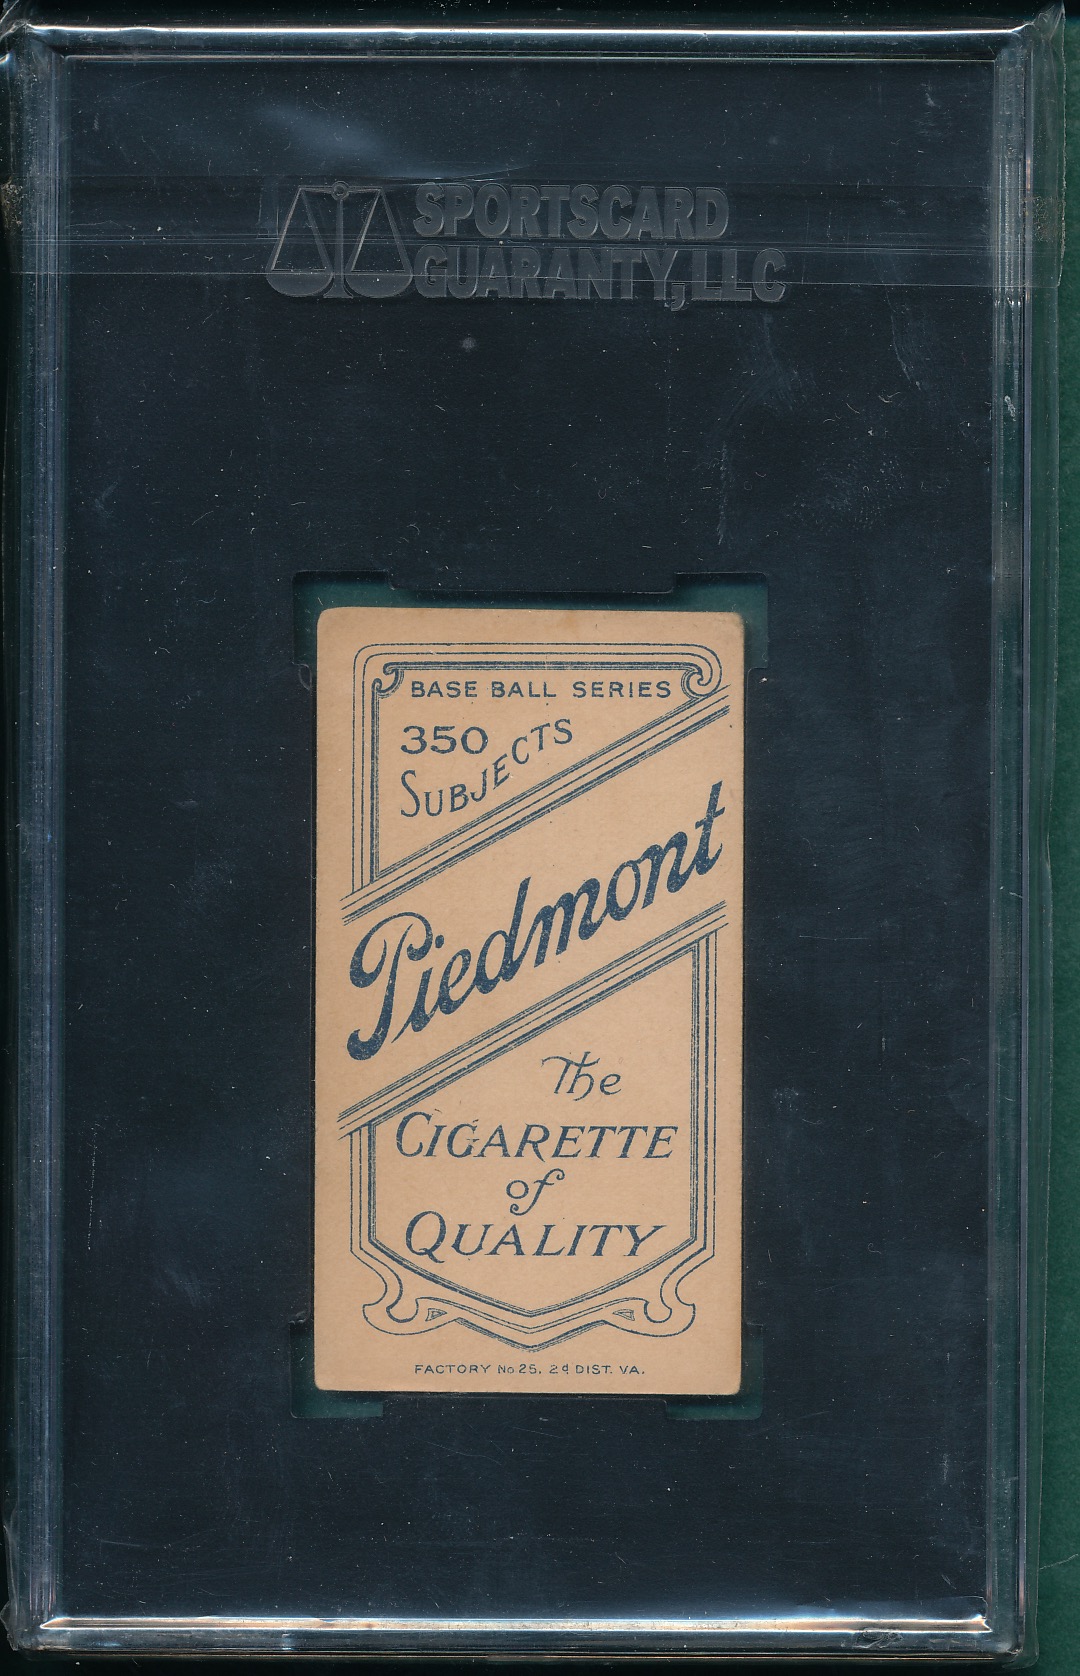 SPORTSCARD
GUARANTY, LLC
BASE BALL SERIES
350
SUBJECTS
Piedmont
The
CIGARETTE
of
QUALITY
FACTORY No 25. 2d DIST. VA.